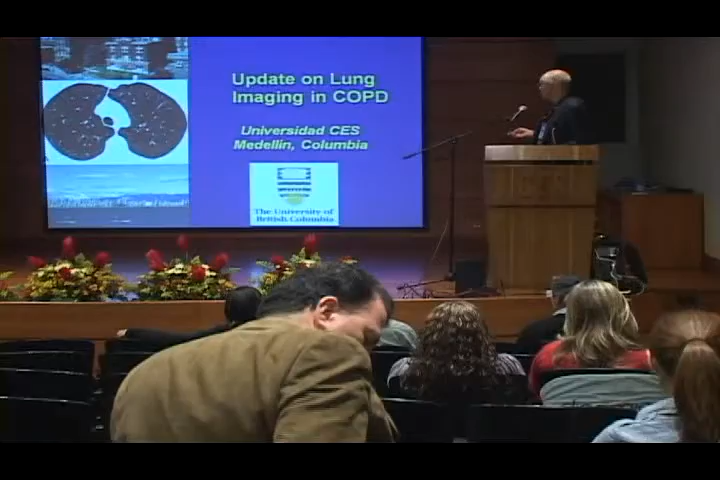 Update on Lung
Imaging in COPD
Universidad CES
Medellin, Columbia
The University of
British Columbia